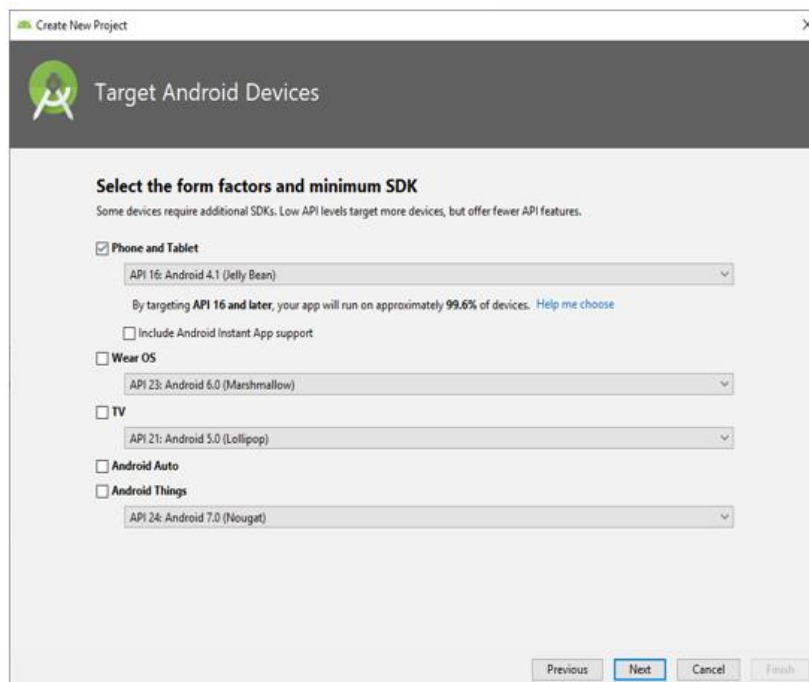 Create New Project
Target Android Devices
Select the form factors and minimum SDK
Some devices require additional SDKs. Low API levels target more devices, but offer fewer API features.
Phone and Tablet
API 16: Android 4.1 (Jelly Bean)
By targeting API 16 and later, your app will run on approximately 99.6% of devices. Help me choose
Include Android Instant App support
Wear OS
API 23: Android 6.0 (Marshmallow)
TV
API 21: Android 5.0 (Lollipop)
Android Auto
Android Things
API 24: Android 7.0 (Nougat)
Previous Next Cancel Finish